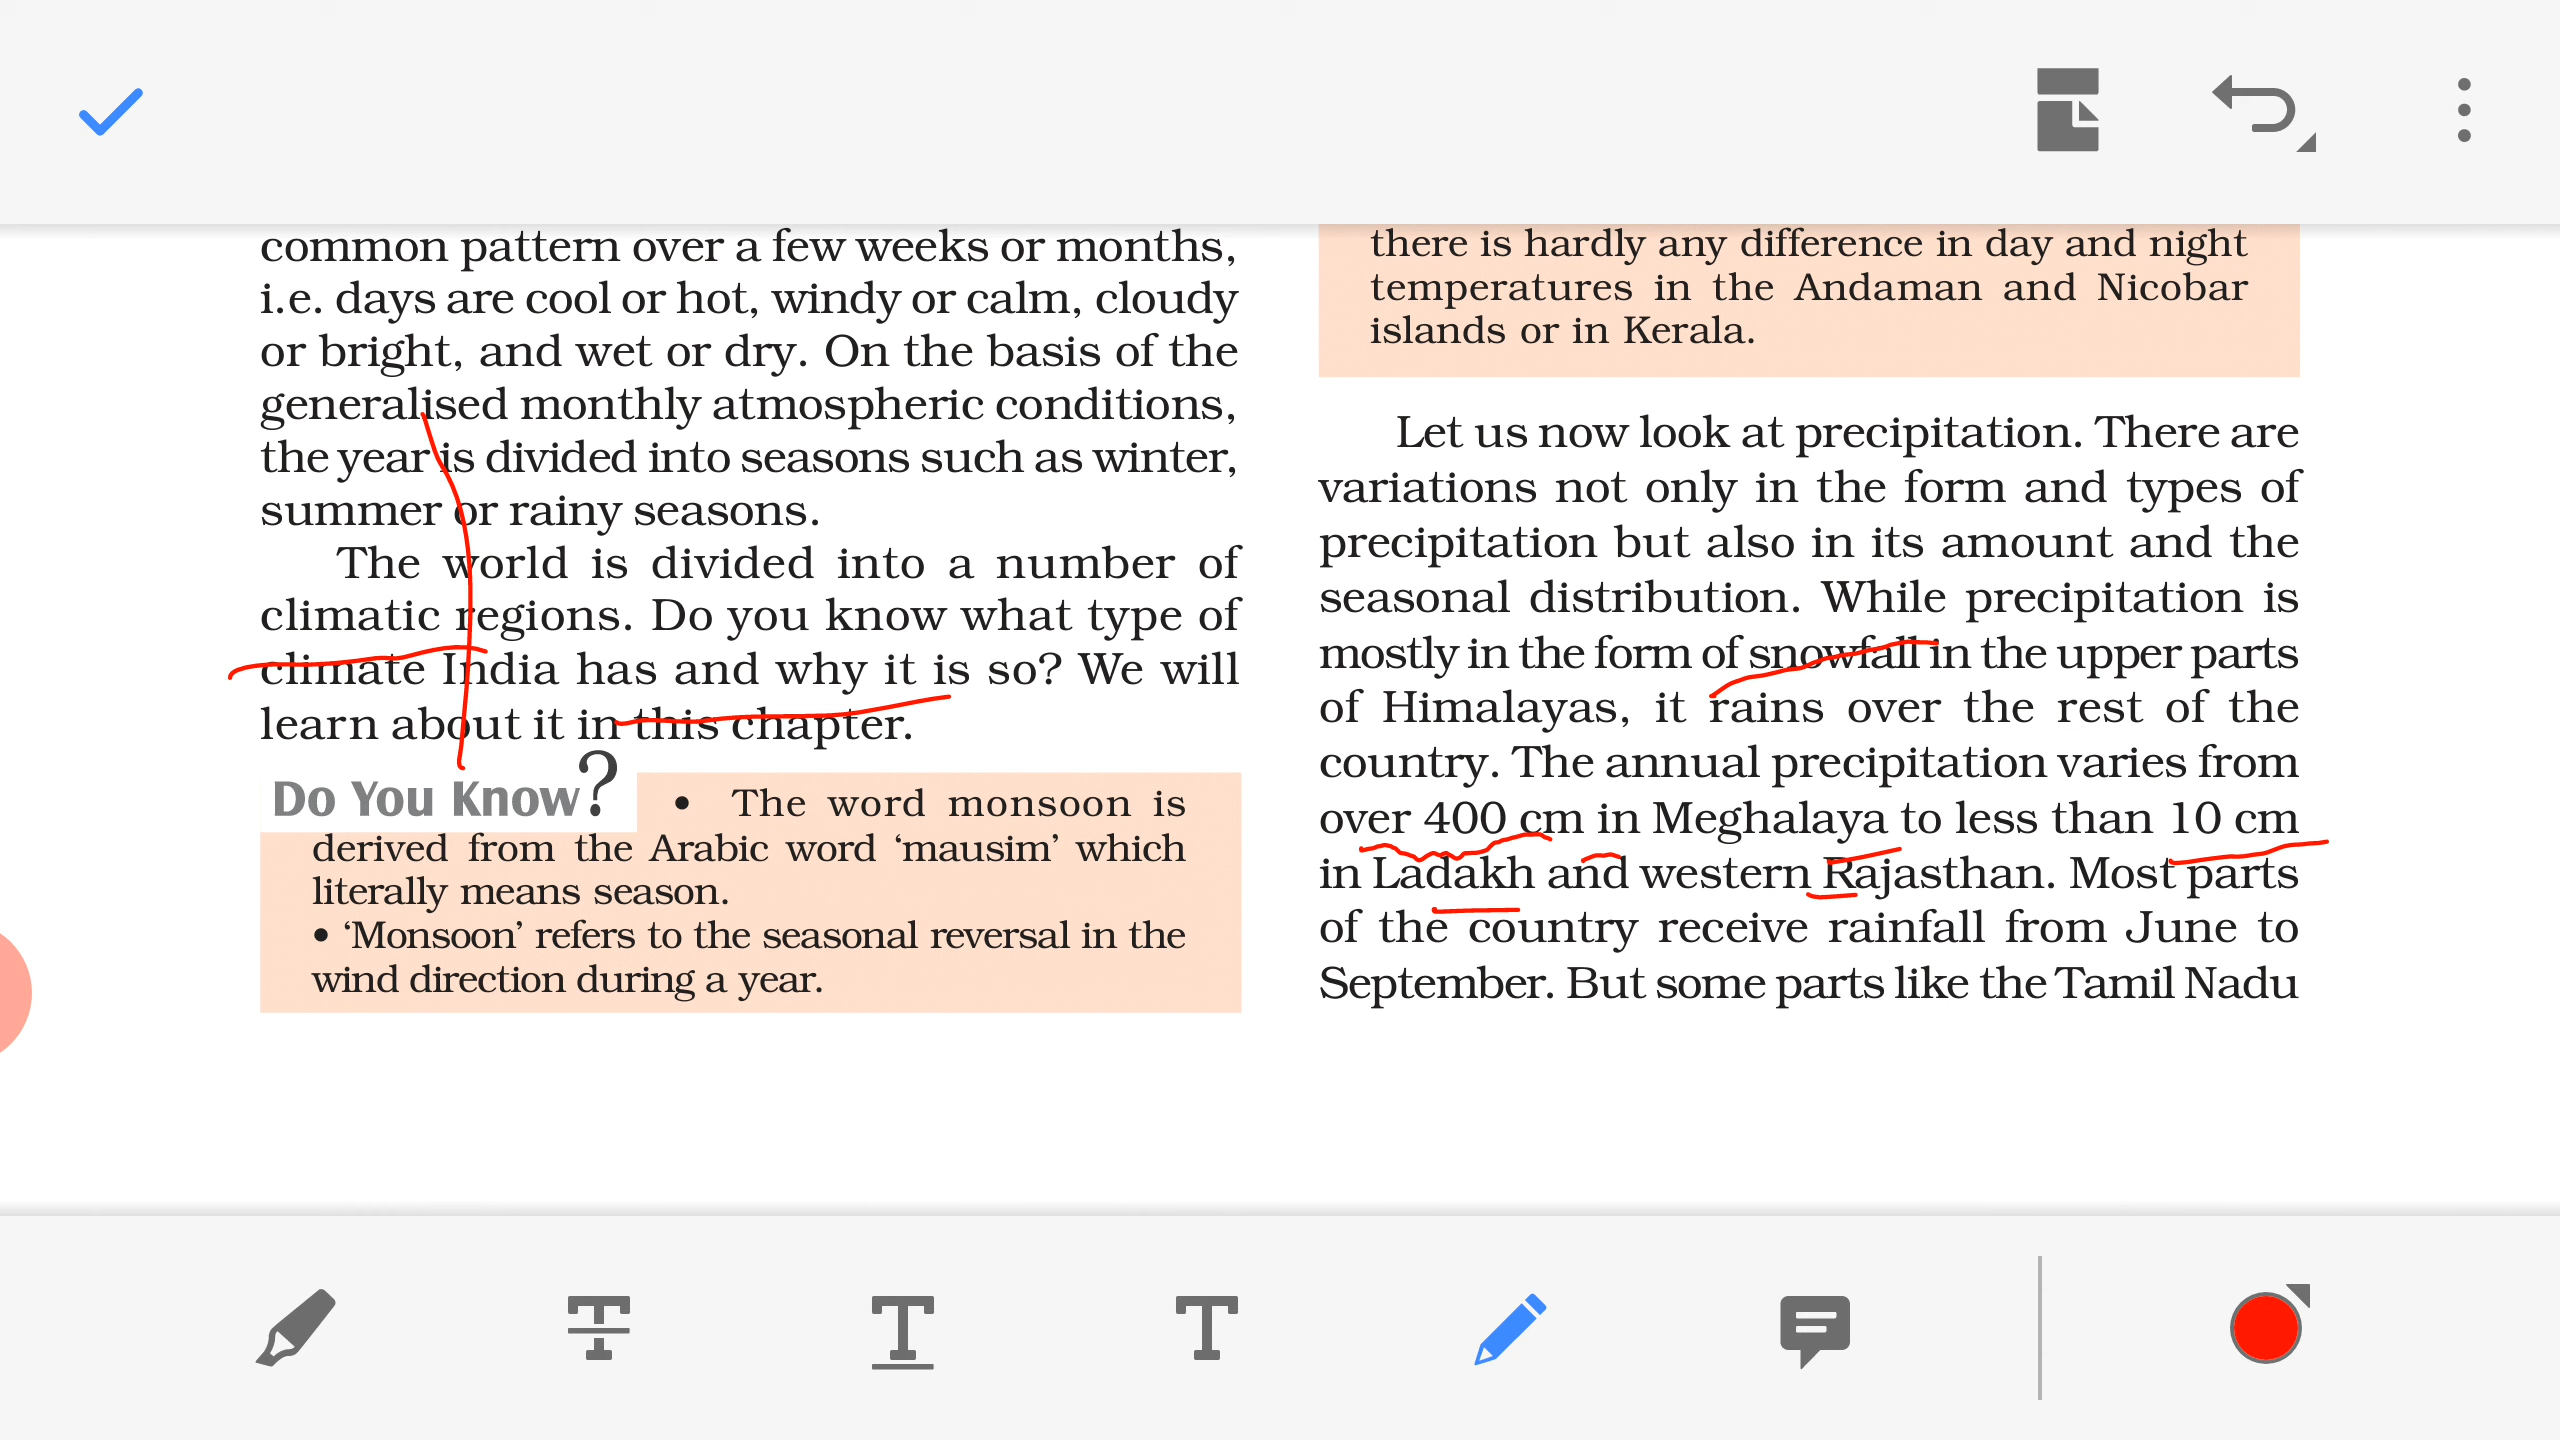 common pattern over a few weeks or months,
i.e. days are cool or hot, windy or calm, cloudy
or bright, and wet or dry. On the basis of the
generalised monthly atmospheric conditions,
the year is divided into seasons such as winter,
summer or rainy seasons.
The world is divided into a number of
climatic regions. Do you know what type of
climate India has and why it is so? We will
learn about it in this chapter.
Do You Know?
• The word monsoon is
derived from the Arabic word ‘mausim’ which
literally means season.
• ‘Monsoon’ refers to the seasonal reversal in the
wind direction during a year.
there is hardly any difference in day and night
temperatures in the Andaman and Nicobar
islands or in Kerala.
Let us now look at precipitation. There are
variations not only in the form and types of
precipitation but also in its amount and the
seasonal distribution. While precipitation is
mostly in the form of snowfall in the upper parts
of Himalayas, it rains over the rest of the
country. The annual precipitation varies from
over 400 cm in Meghalaya to less than 10 cm
in Ladakh and western Rajasthan. Most parts
of the country receive rainfall from June to
September. But some parts like the Tamil Nadu